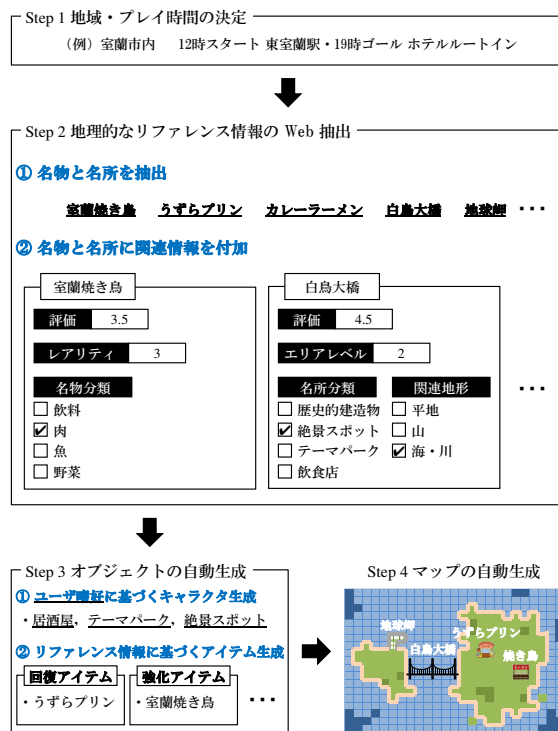 Step 1 地域・プレイ時間の決定
（例）室蘭市内　12時スタート 東室蘭駅・19時ゴール ホテルルートイン
Step 2 地理的なリファレンス情報の Web 抽出
① 名物と名所を抽出
室蘭焼き鳥　うずらプリン　カレーラーメン　白鳥大橋　地球岬 ･･･
② 名物と名所に関連情報を付加
室蘭焼き鳥
評価 3.5
レアリティ 3
名物分類
飲料
肉
魚
野菜
白鳥大橋
評価 4.5
エリアレベル 2
名所分類
歴史的建造物
絶景スポット
テーマパーク
飲食店
関連地形
平地
山
海・川
･･･
Step 3 オブジェクトの自動生成
① ユーザ嗜好に基づくキャラクタ生成
・居酒屋，テーマパーク，絶景スポット
② リファレンス情報に基づくアイテム生成
回復アイテム
・うずらプリン
強化アイテム
・室蘭焼き鳥
･･･
Step 4 マップの自動生成
地球岬
うずらプリン
白鳥大橋
焼き鳥